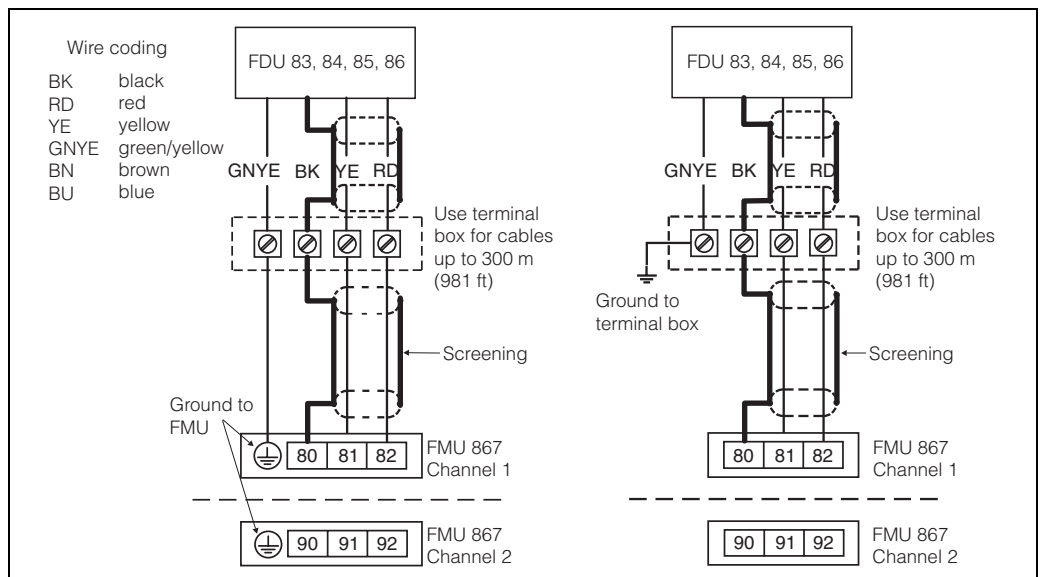 Wire coding
BK black
RD red
YE yellow
GNYE green/yellow
BN brown
BU blue
FDU 83, 84, 85, 86
GNYE BK YE RD
Use terminal
box for cables
up to 300 m
(981 ft)
Screening
Ground to
FMU
80 81 82
FMU 867
Channel 1
90 91 92
FMU 867
Channel 2
FDU 83, 84, 85, 86
GNYE BK YE RD
Use terminal
box for cables
up to 300 m
(981 ft)
Ground to
terminal box
Screening
80 81 82
FMU 867
Channel 1
90 91 92
FMU 867
Channel 2